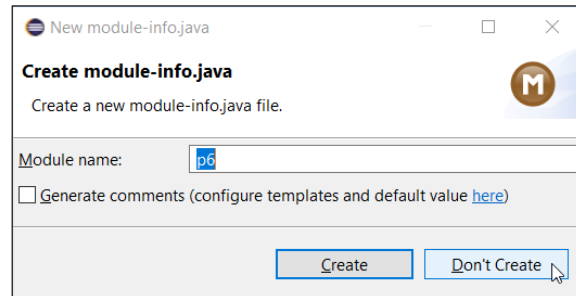 New module-info.java
Create module-info.java
M
Create a new module-info.java file.
Module name: p6
Generate comments (configure templates and default value here)
Create Don't Create